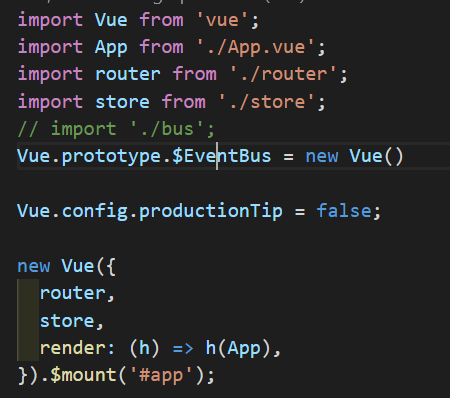 import Vue from 'vue';
import App from './App.vue';
import router from './router';
import store from './store';
// import './bus';
Vue.prototype.$EventBus = new Vue()
Vue.config.productionTip = false;
new Vue({
router,
store,
render: (h) => h(App),
}).$mount('#app');